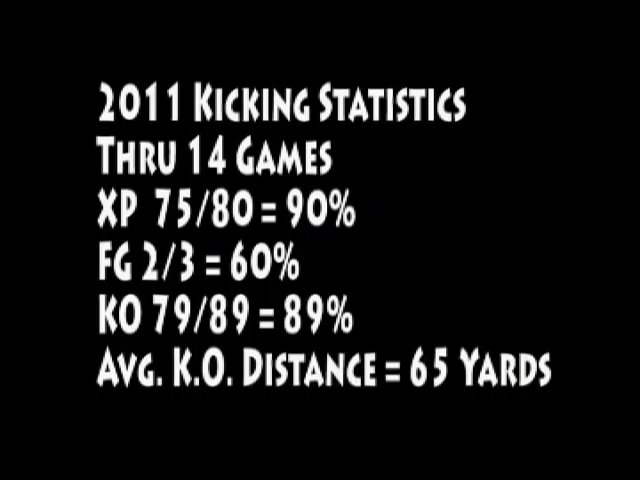 2011 Kicking Statistics
Thru 14 Games
XP 75/80 = 90%
FG 2/3 = 60%
KO 79/89 = 89%
Avg. K.O. Distance = 65 Yards